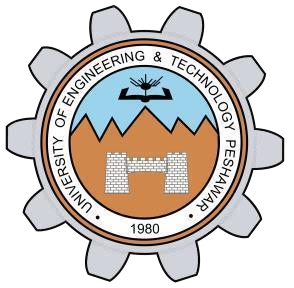 UNIVERSITY OF ENGINEERING & TECHNOLOGY PESHAWAR
1980